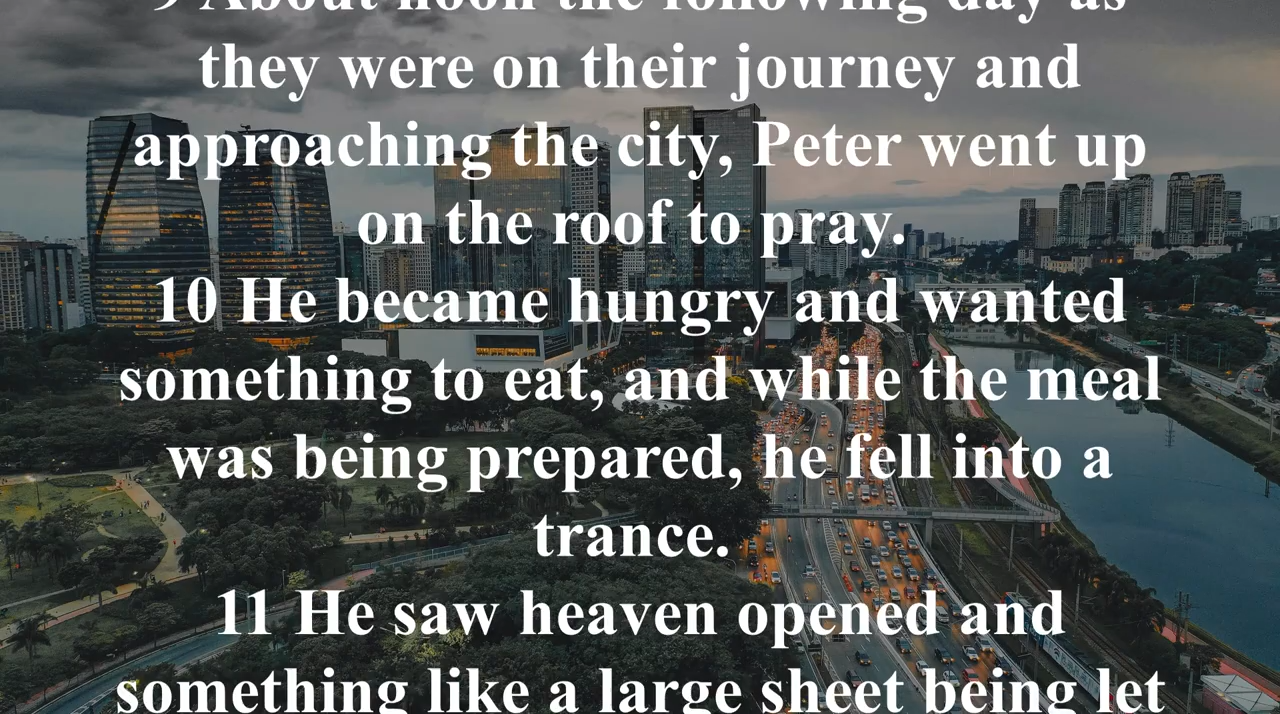 9 About noon the following day as
they were on their journey and
approaching the city, Peter went up
on the roof to pray.
10 He became hungry and wanted
something to eat, and while the meal
was being prepared, he fell into a
trance.
11 He saw heaven opened and
something like a large sheet being let